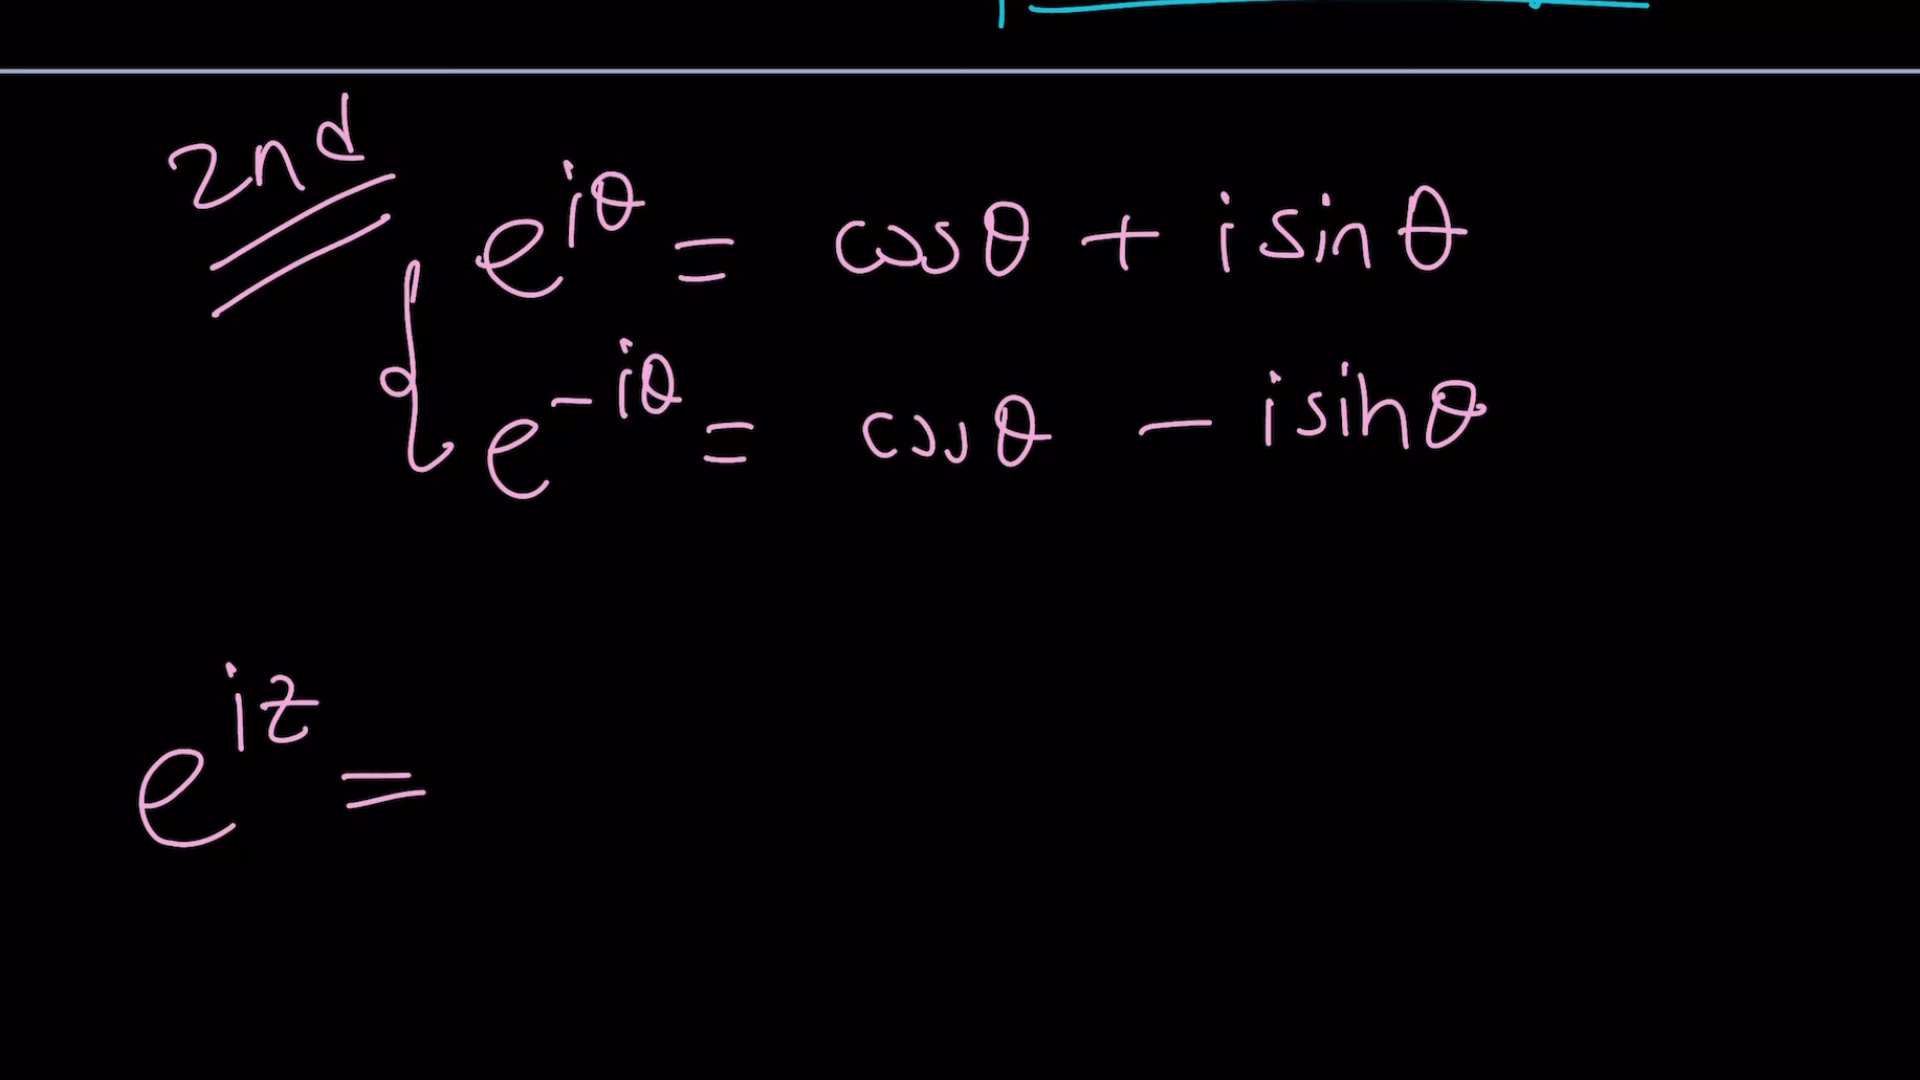 2nd
e^{iθ} = cosθ + i sinθ
e^{-iθ} = cosθ - i sinθ
e^{iz} =